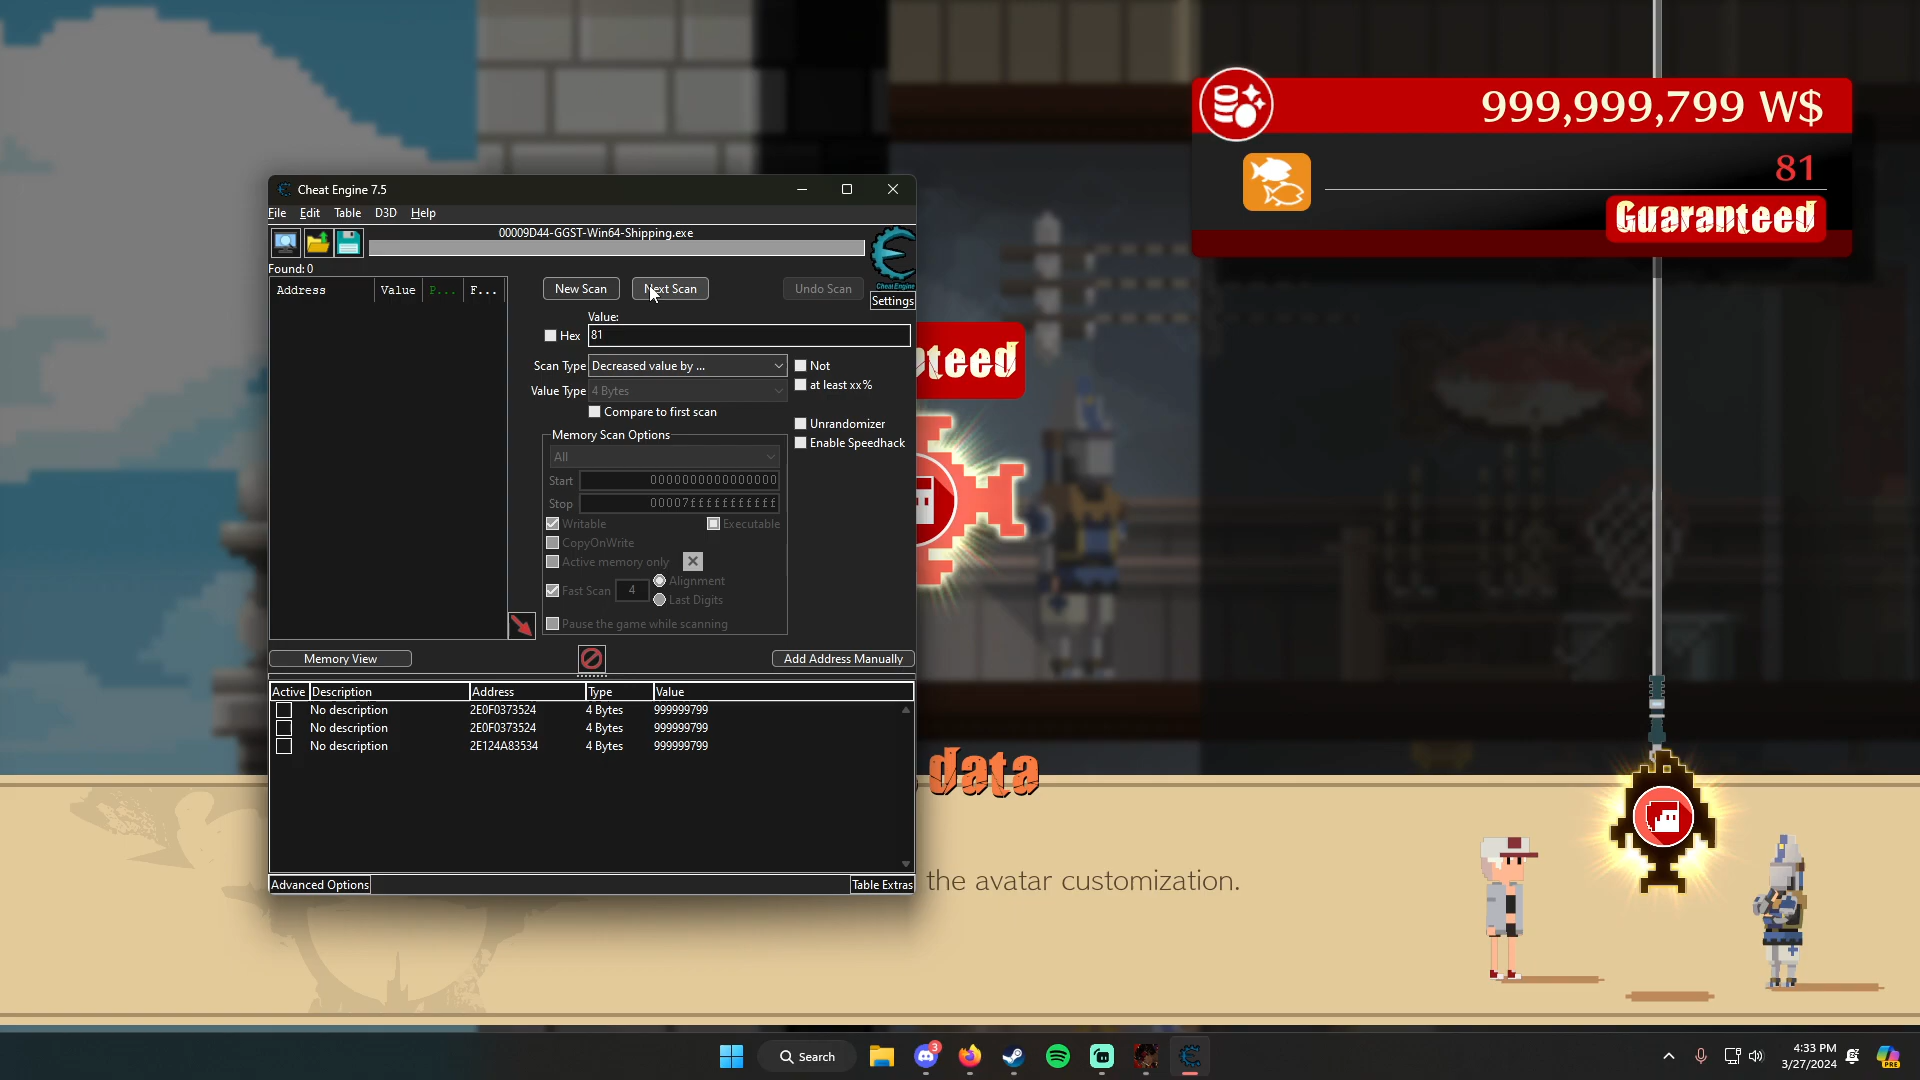 999,999,799 W$
81
Guaranteed
Cheat Engine 7.5
File Edit Table D3D Help
00009D44-GGST-Win64-Shipping.exe
Found: 0
Cheat Engine
Settings
Address Value P... F...
New Scan Next Scan Undo Scan
Value:
Hex 81
Scan Type Decreased value by ... Not
at least xx%
Value Type 4 Bytes
Compare to first scan
Unrandomizer
Enable Speedhack
Memory Scan Options
All
Start 0000000000000000
Stop 00007fffffffffff
Writable Executable
CopyOnWrite
Active memory only
Fast Scan 4 Alignment
Last Digits
Pause the game while scanning
teed
Memory View Add Address Manually
Active Description Address Type Value
No description 2E0F0373524 4 Bytes 999999799
No description 2E0F0373524 4 Bytes 999999799
No description 2E124A83534 4 Bytes 999999799
Advanced Options Table Extras
data
the avatar customization.
Search
3
4:33 PM
3/27/2024
PRE